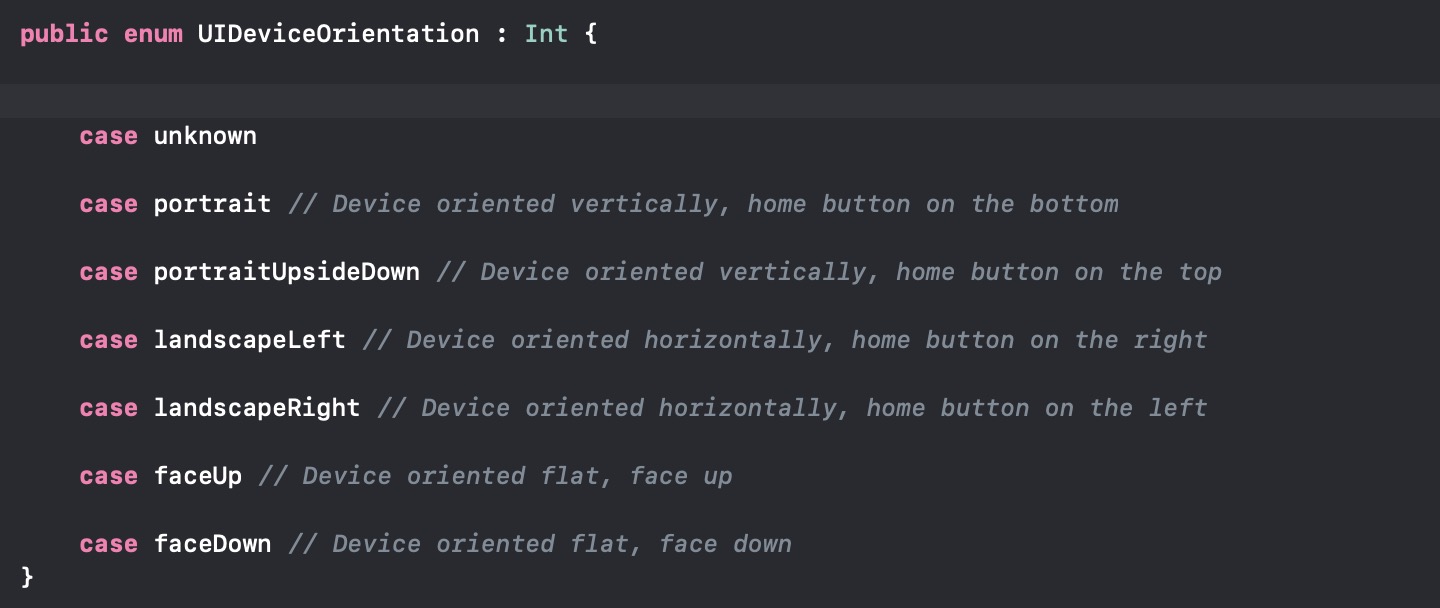 public enum UIDeviceOrientation : Int {
case unknown
case portrait // Device oriented vertically, home button on the bottom
case portraitUpsideDown // Device oriented vertically, home button on the top
case landscapeLeft // Device oriented horizontally, home button on the right
case landscapeRight // Device oriented horizontally, home button on the left
case faceUp // Device oriented flat, face up
case faceDown // Device oriented flat, face down
}